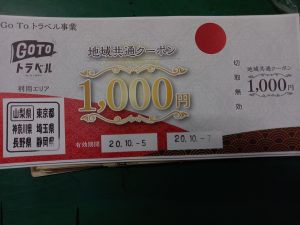 Go To トラベル事業
GOTO
トラベル
地域共通クーポン
1,000円
利用エリア
山梨県 東京都
神奈川県 埼玉県
長野県 静岡県
有効期間
20.10.-5
20.10.-7
切取無効
地域共通クーポン
1,000円